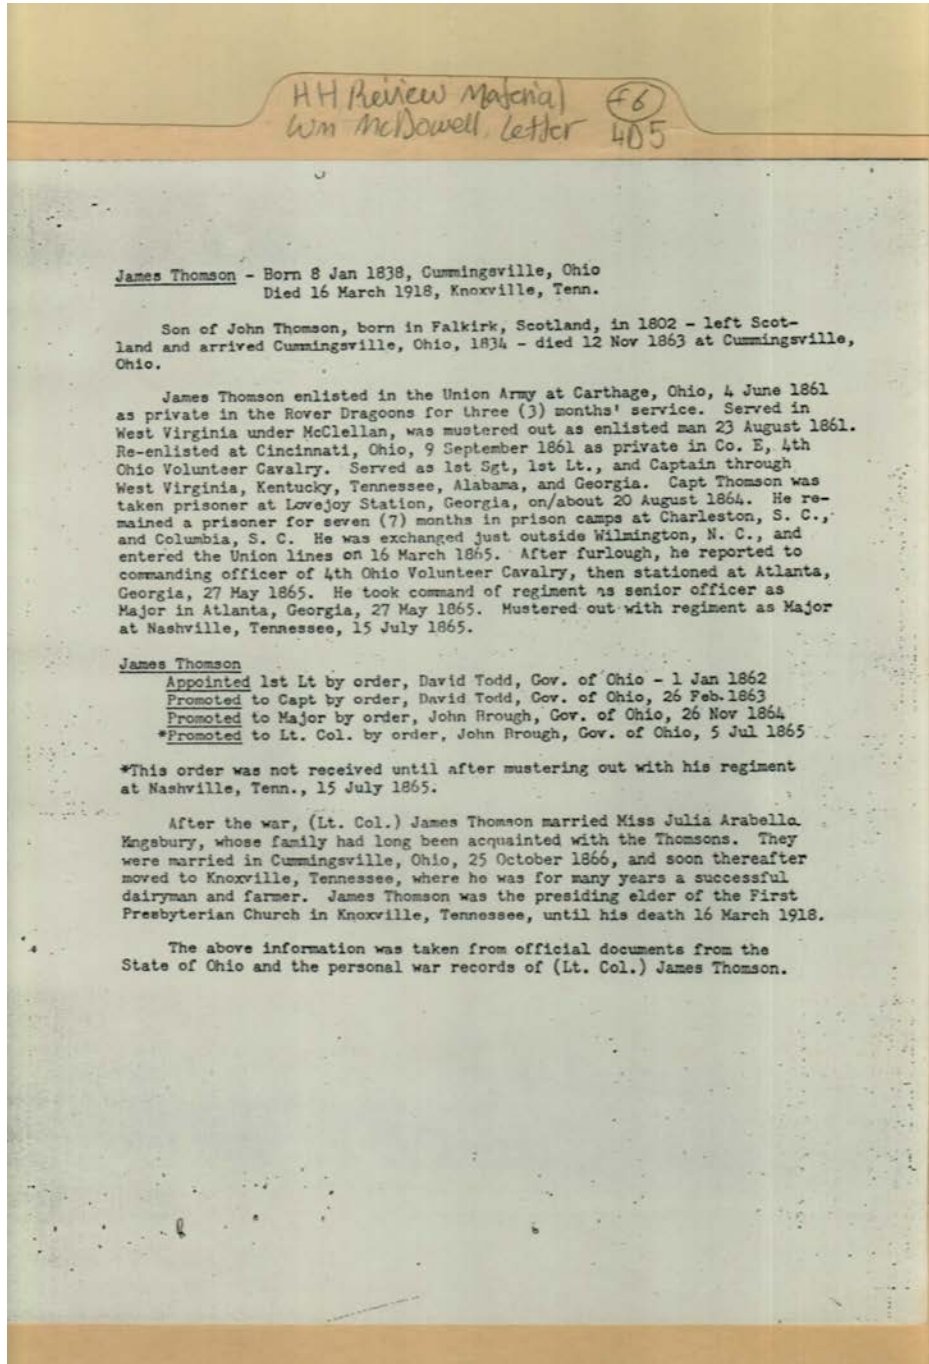 HH Review Material F6
Wm McDowell Letter 4D5
James Thomson - Born 8 Jan 1838, Cummingsville, Ohio
Died 16 March 1918, Knoxville, Tenn.
Son of John Thomson, born in Falkirk, Scotland, in 1802 - left Scot-
land and arrived Cummingsville, Ohio, 1834 - died 12 Nov 1863 at Cummingsville,
Ohio.
James Thomson enlisted in the Union Army at Carthage, Ohio, 4 June 1861
as private in the Rover Dragoons for three (3) months' service. Served in
West Virginia under McClellan, was mustered out as enlisted man 23 August 1861.
Re-enlisted at Cincinnati, Ohio, 9 September 1861 as private in Co. E, 4th
Ohio Volunteer Cavalry. Served as 1st Sgt, 1st Lt., and Captain through
West Virginia, Kentucky, Tennessee, Alabama, and Georgia. Capt Thomson was
taken prisoner at Lovejoy Station, Georgia, on/about 20 August 1864. He re-
mained a prisoner for seven (7) months in prison camps at Charleston, S. C.,
and Columbia, S. C. He was exchanged just outside Wilmington, N. C., and
entered the Union lines on 16 March 1865. After furlough, he reported to
commanding officer of 4th Ohio Volunteer Cavalry, then stationed at Atlanta,
Georgia, 27 May 1865. He took command of regiment as senior officer as
Major in Atlanta, Georgia, 27 May 1865. Mustered out with regiment as Major
at Nashville, Tennessee, 15 July 1865.
James Thomson
Appointed 1st Lt by order, David Todd, Gov. of Ohio - 1 Jan 1862
Promoted to Capt by order, David Todd, Gov. of Ohio, 26 Feb. 1863
Promoted to Major by order, John Brough, Gov. of Ohio, 26 Nov 1864
*Promoted to Lt. Col. by order, John Brough, Gov. of Ohio, 5 Jul 1865
*This order was not received until after mustering out with his regiment
at Nashville, Tenn., 15 July 1865.
After the war, (Lt. Col.) James Thomson married Miss Julia Arabella
Kngsbury, whose family had long been acquainted with the Thomsons. They
were married in Cummingsville, Ohio, 25 October 1866, and soon thereafter
moved to Knoxville, Tennessee, where he was for many years a successful
dairyman and farmer. James Thomson was the presiding elder of the First
Presbyterian Church in Knoxville, Tennessee, until his death 16 March 1918.
The above information was taken from official documents from the
State of Ohio and the personal war records of (Lt. Col.) James Thomson.